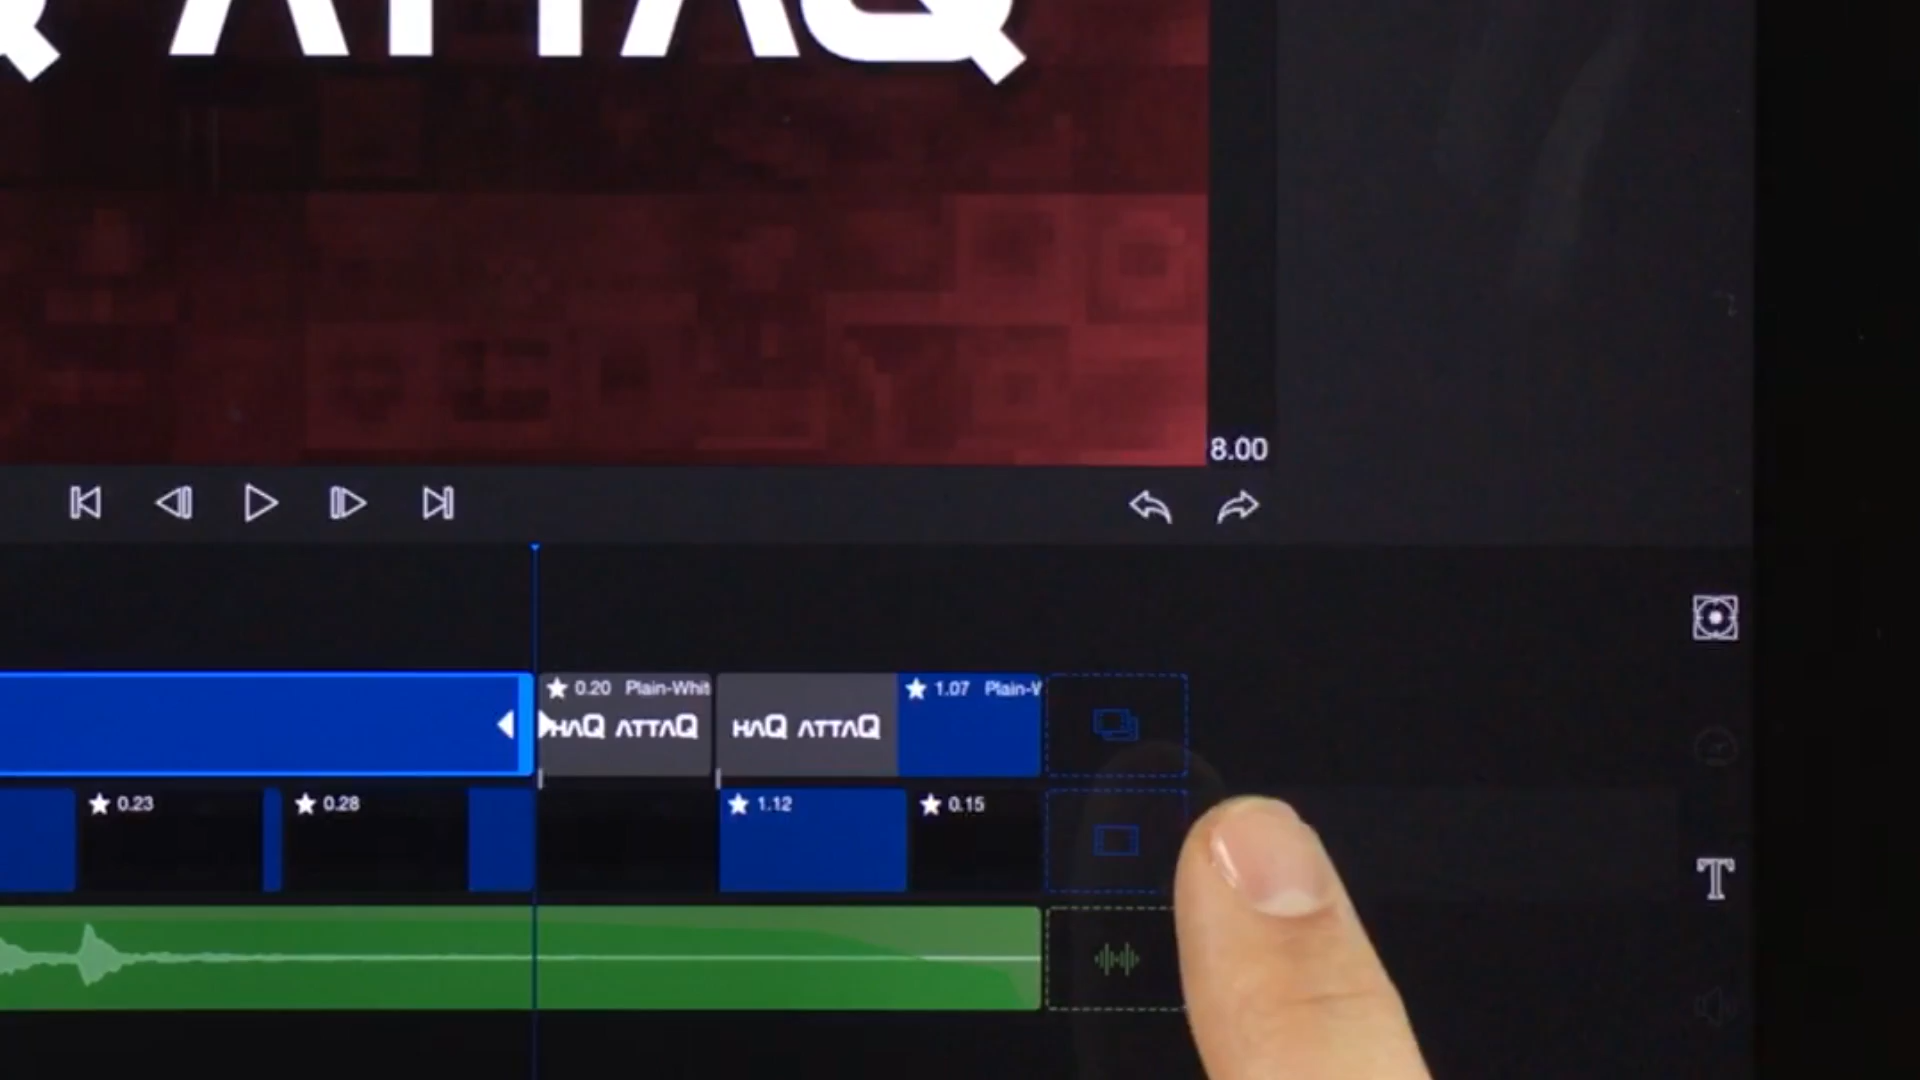 ATTAQ
8.00
0.20 Plain-Whit
HAQ ATTAQ
HAQ ATTAQ
1.07 Plain-W
0.23
0.28
1.12
0.15
T